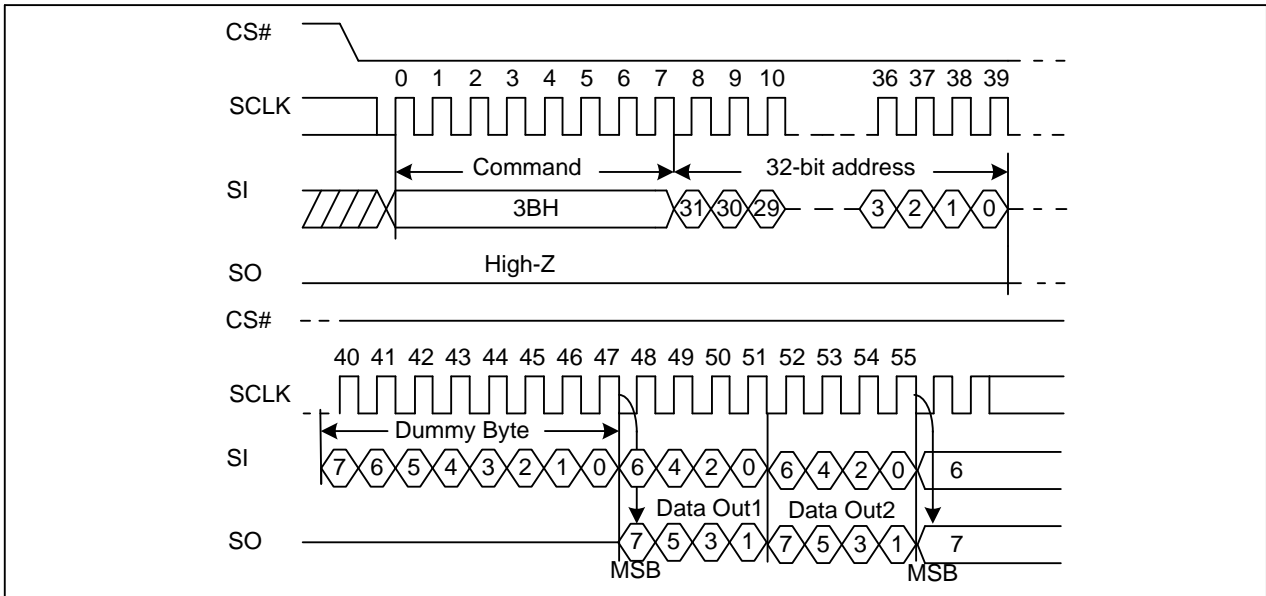 CS#
0 1 2 3 4 5 6 7 8 9 10 36 37 38 39
SCLK
Command 32-bit address
SI
3BH 31 30 29 3 2 1 0
High-Z
SO
CS#
40 41 42 43 44 45 46 47 48 49 50 51 52 53 54 55
SCLK
Dummy Byte
SI 7 6 5 4 3 2 1 0 6 4 2 0 6 4 2 0 6
Data Out1 Data Out2
SO 7 5 3 1 7 5 3 1 7
MSB MSB